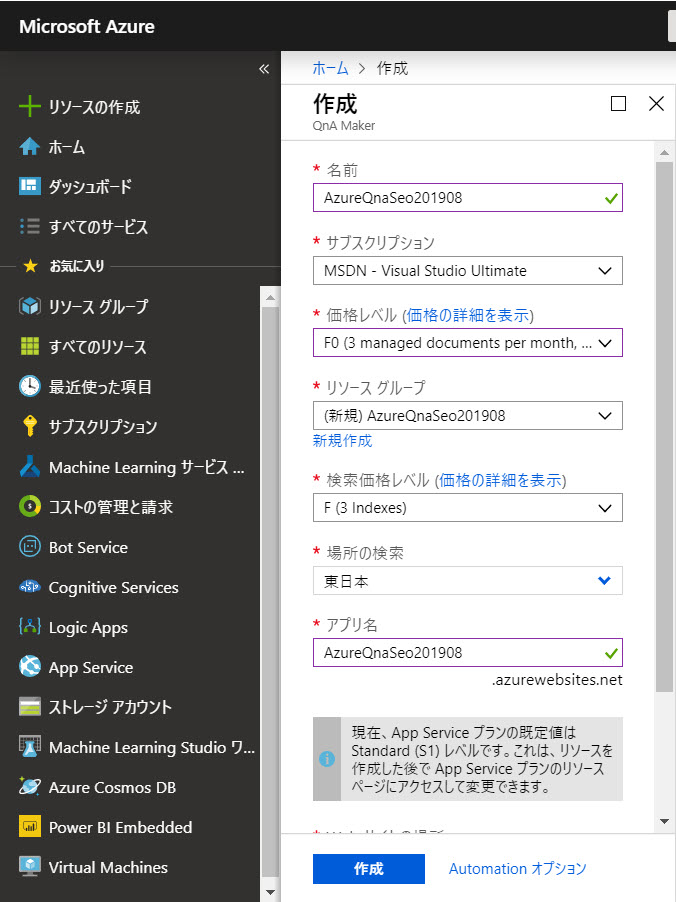 Microsoft Azure
«
リソースの作成
ホーム
ダッシュボード
すべてのサービス
お気に入り
リソース グループ
すべてのリソース
最近使った項目
サブスクリプション
Machine Learning サービス ...
コストの管理と請求
Bot Service
Cognitive Services
Logic Apps
App Service
ストレージ アカウント
Machine Learning Studio ワ...
Azure Cosmos DB
Power BI Embedded
Virtual Machines
ホーム > 作成
作成
QnA Maker
* 名前
AzureQnaSeo201908
* サブスクリプション
MSDN - Visual Studio Ultimate
* 価格レベル (価格の詳細を表示)
F0 (3 managed documents per month, ...
* リソース グループ
(新規) AzureQnaSeo201908
新規作成
* 検索価格レベル (価格の詳細を表示)
F (3 Indexes)
* 場所の検索
東日本
* アプリ名
AzureQnaSeo201908
.azurewebsites.net
現在、App Service プランの既定値は
Standard (S1) レベルです。これは、リソースを
作成した後で App Service プランのリソース
ページにアクセスして変更できます。
作成
Automation オプション